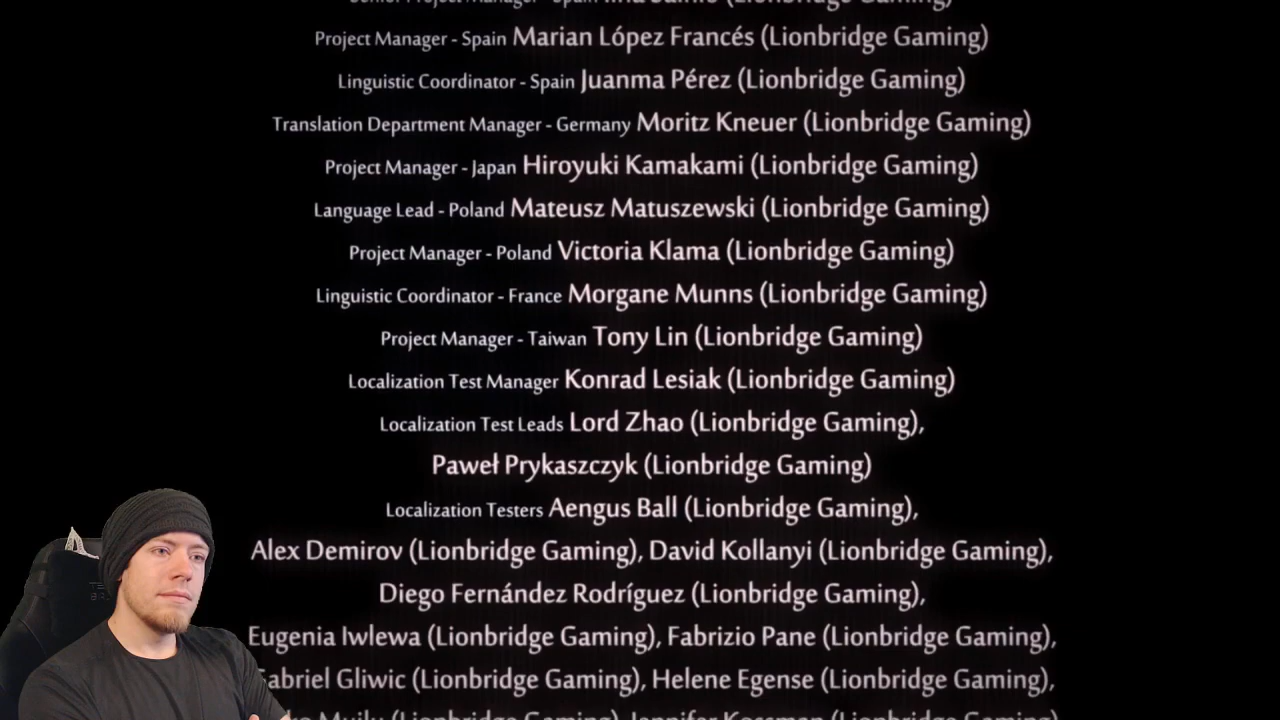 Project Manager - Spain Marian López Francés (Lionbridge Gaming)
Linguistic Coordinator - Spain Juanma Pérez (Lionbridge Gaming)
Translation Department Manager - Germany Moritz Kneuer (Lionbridge Gaming)
Project Manager - Japan Hiroyuki Kamakami (Lionbridge Gaming)
Language Lead - Poland Mateusz Matuszewski (Lionbridge Gaming)
Project Manager - Poland Victoria Klama (Lionbridge Gaming)
Linguistic Coordinator - France Morgane Munns (Lionbridge Gaming)
Project Manager - Taiwan Tony Lin (Lionbridge Gaming)
Localization Test Manager Konrad Lesiak (Lionbridge Gaming)
Localization Test Leads Lord Zhao (Lionbridge Gaming),
Paweł Prykaszczyk (Lionbridge Gaming)
Localization Testers Aengus Ball (Lionbridge Gaming),
Alex Demirov (Lionbridge Gaming), David Kollanyi (Lionbridge Gaming),
Diego Fernández Rodríguez (Lionbridge Gaming),
Eugenia Iwlewa (Lionbridge Gaming), Fabrizio Pane (Lionbridge Gaming),
Gabriel Gliwic (Lionbridge Gaming), Helene Egense (Lionbridge Gaming),